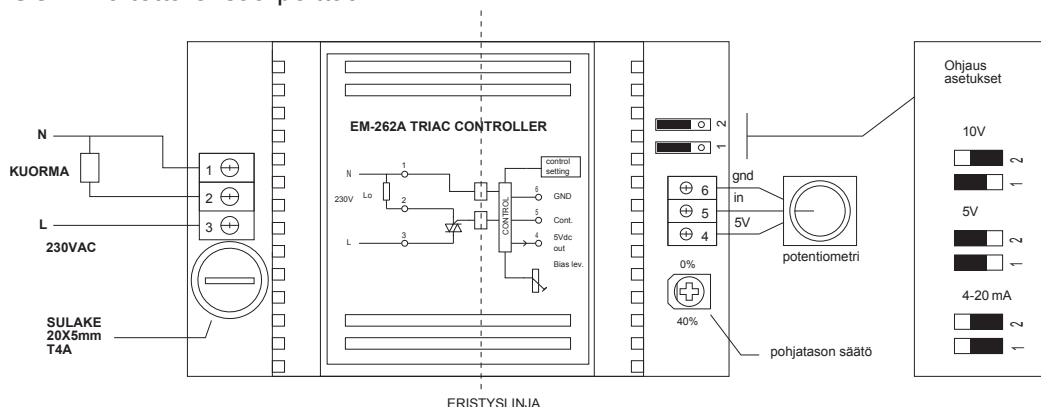 N
KUORMA
L
230VAC
SULAKE
20X5mm
T4A
1
2
3
EM-262A TRIAC CONTROLLER
N
230V
Lo
L
1
2
3
CONTROL
control
setting
6
GND
5
Cont.
4
5Vdc
out
Bias lev.
ERISTYSLINJA
2
1
6
5
4
gnd
in
5V
potentiometri
0%
40%
pohjatason säätö
Ohjaus
asetukset
10V
2
1
5V
2
1
4-20 mA
2
1